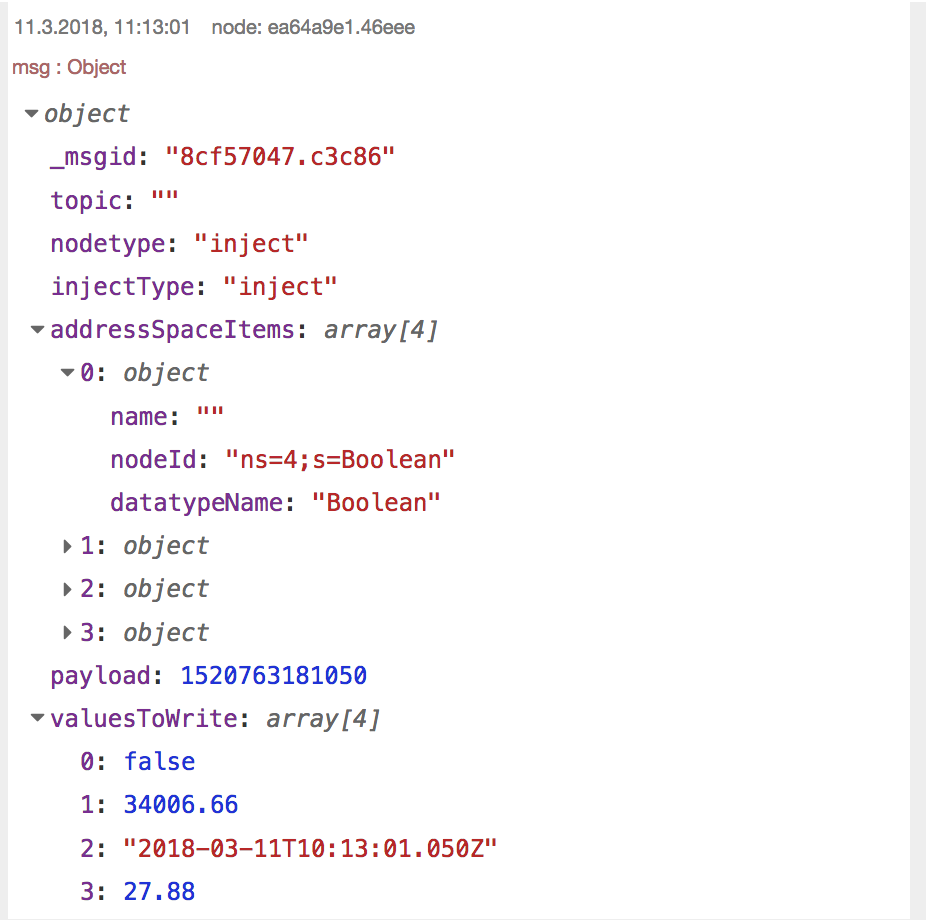 11.3.2018, 11:13:01 node: ea64a9e1.46eee
msg : Object
object
_msgid: "8cf57047.c3c86"
topic: ""
nodetype: "inject"
injectType: "inject"
addressSpaceItems: array[4]
0: object
name: ""
nodeId: "ns=4;s=Boolean"
datatypeName: "Boolean"
1: object
2: object
3: object
payload: 1520763181050
valuesToWrite: array[4]
0: false
1: 34006.66
2: "2018-03-11T10:13:01.050Z"
3: 27.88